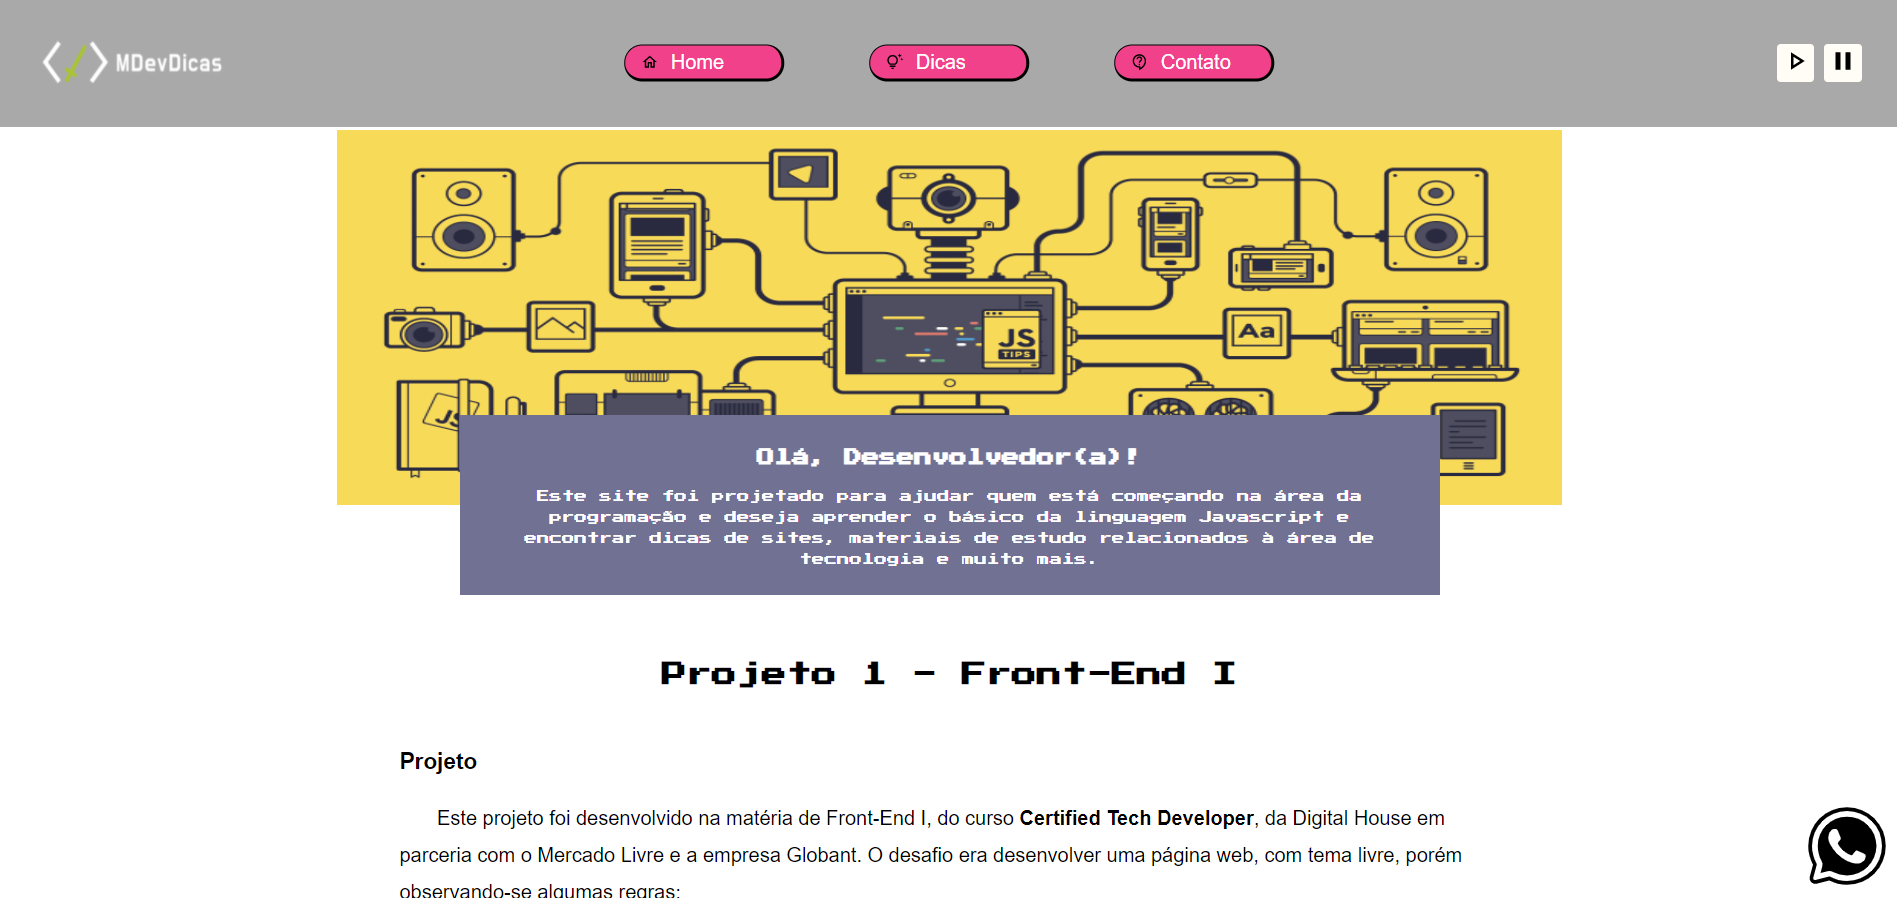 MDevDicas
Home
Dicas
Contato
JS
TIPS
Aa
JS
Olá, Desenvolvedor(a)!
Este site foi projetado para ajudar quem está começando na área da
programação e deseja aprender o básico da linguagem Javascript e
encontrar dicas de sites, materiais de estudo relacionados à área de
tecnologia e muito mais.
Projeto 1 - Front-End I
Projeto
Este projeto foi desenvolvido na matéria de Front-End I, do curso Certified Tech Developer, da Digital House em
parceria com o Mercado Livre e a empresa Globant. O desafio era desenvolver uma página web, com tema livre, porém
observando-se algumas regras: